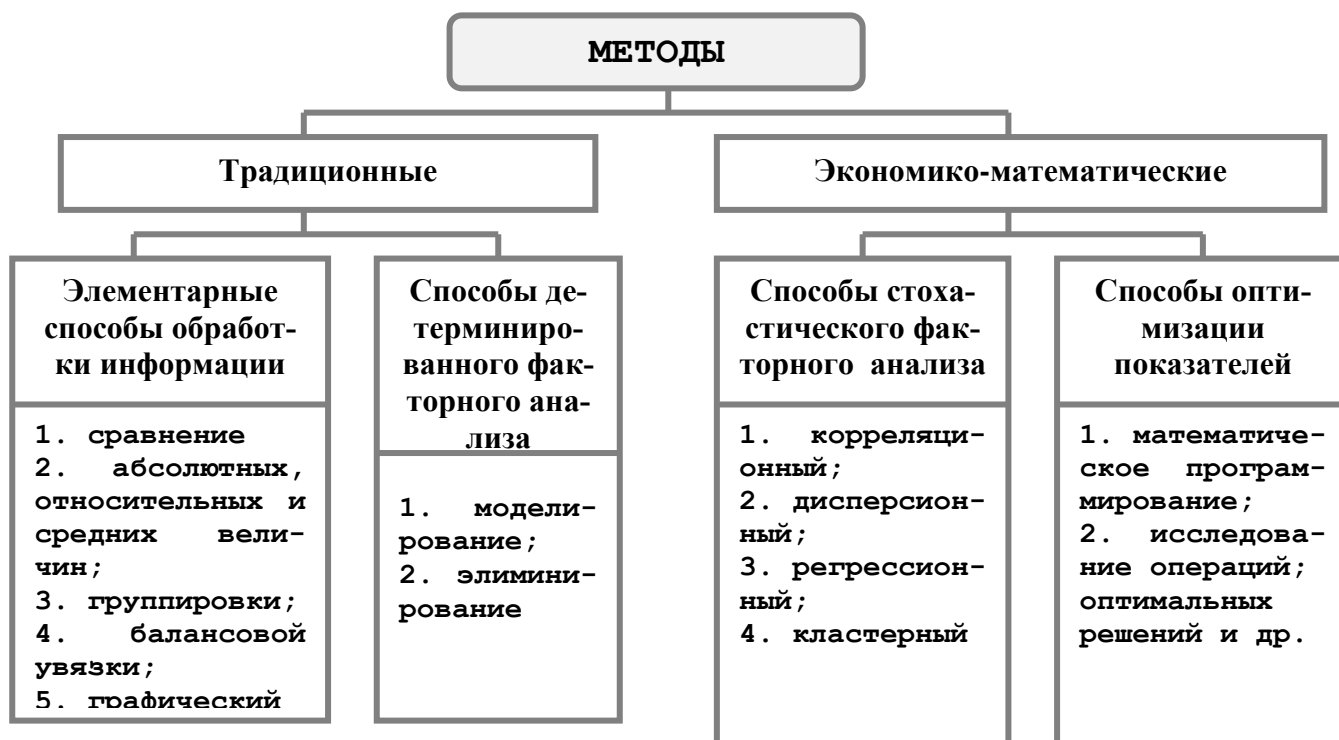 МЕТОДЫ
Традиционные
Экономико-математические
Элементарные
способы обработ-
ки информации
1. сравнение
2. абсолютных,
относительных и
средних вели-
чин;
3. группировки;
4. балансовой
увязки;
5. графический
Способы де-
терминиро-
ванного фак-
торного ана-
лиза
1. модели-
рование;
2. элимини-
рование
Способы стоха-
стического фак-
торного анализа
1. корреляци-
онный;
2. дисперсион-
ный;
3. регрессион-
ный;
4. кластерный
Способы опти-
мизации
показателей
1. математиче-
ское програм-
мирование;
2. исследова-
ние операций;
оптимальных
решений и др.